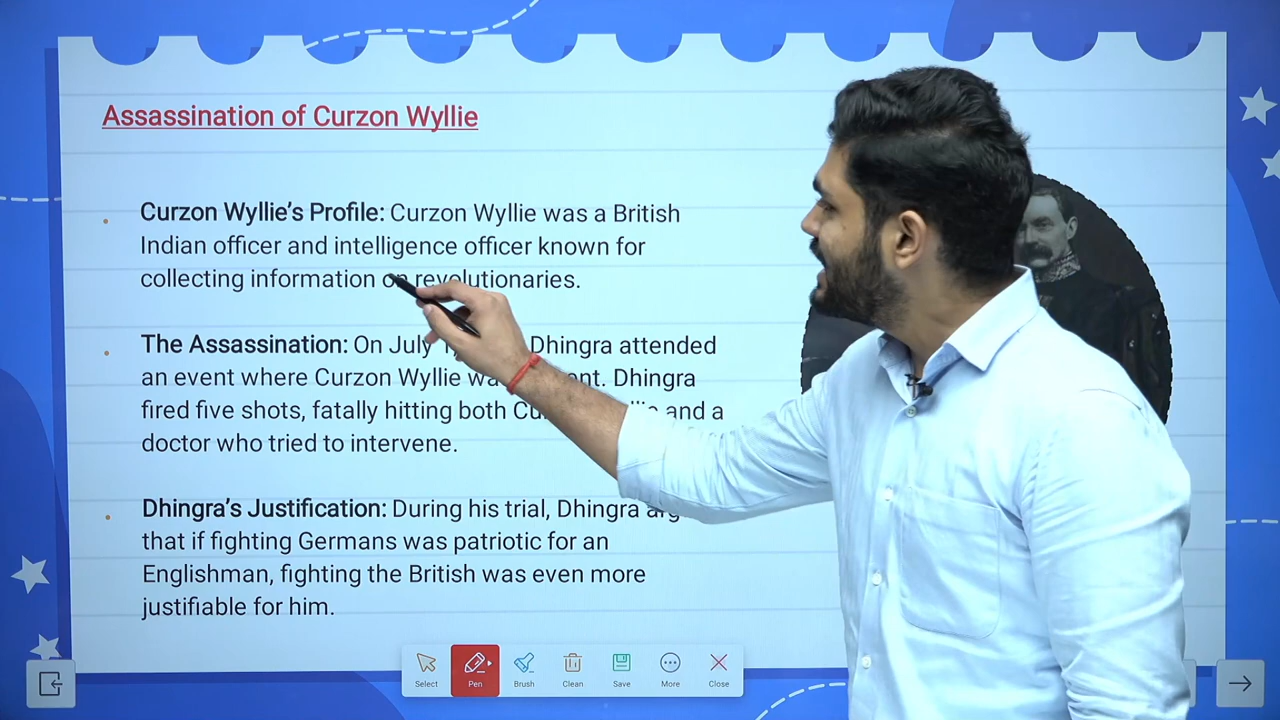 Assassination of Curzon Wyllie
Curzon Wyllie's Profile: Curzon Wyllie was a British
Indian officer and intelligence officer known for
collecting information on revolutionaries.
The Assassination: On July Dhingra attended
an event where Curzon Wyllie Dhingra
fired five shots, fatally hitting both and a
doctor who tried to intervene.
Dhingra's Justification: During his trial, Dhingra
that if fighting Germans was patriotic for an
Englishman, fighting the British was even more
justifiable for him.
Select Pen Brush Clean Save More Close